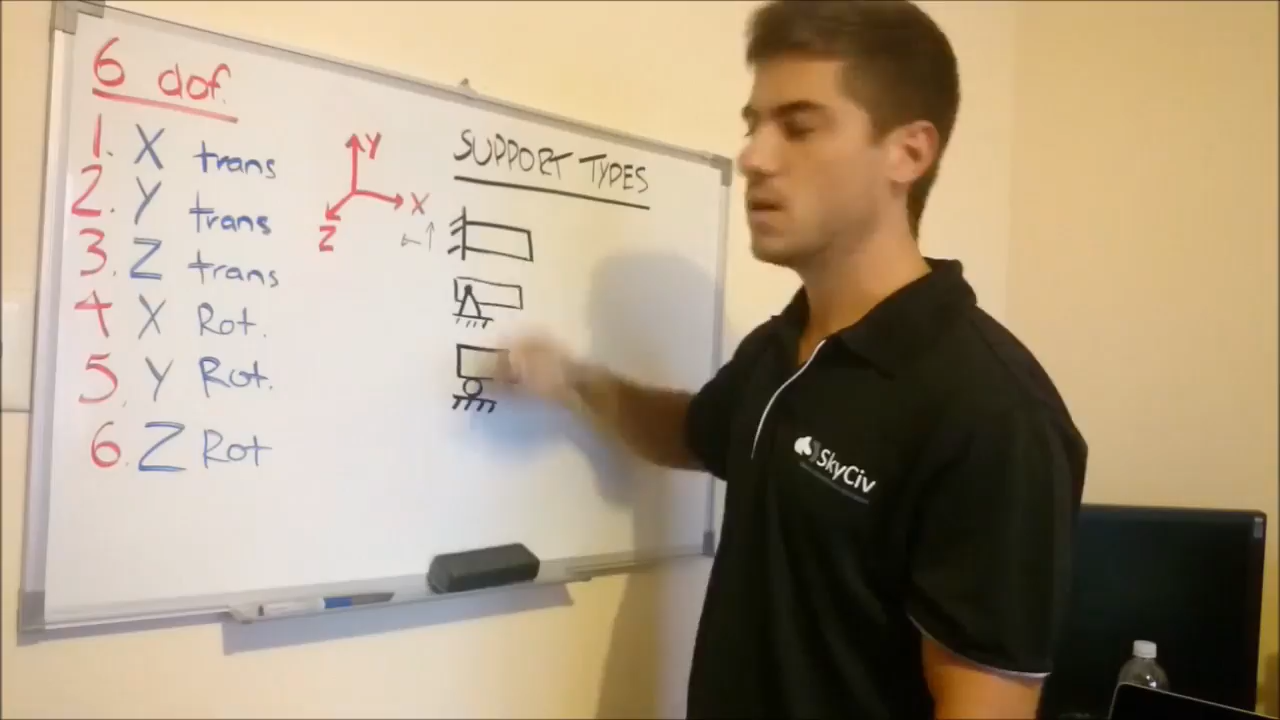 6 dof.
1. X trans
2. Y trans
3. Z trans
4 X Rot.
5. Y Rot.
6. Z Rot
Y
X
Z
SUPPORT TYPES
SkyCiv